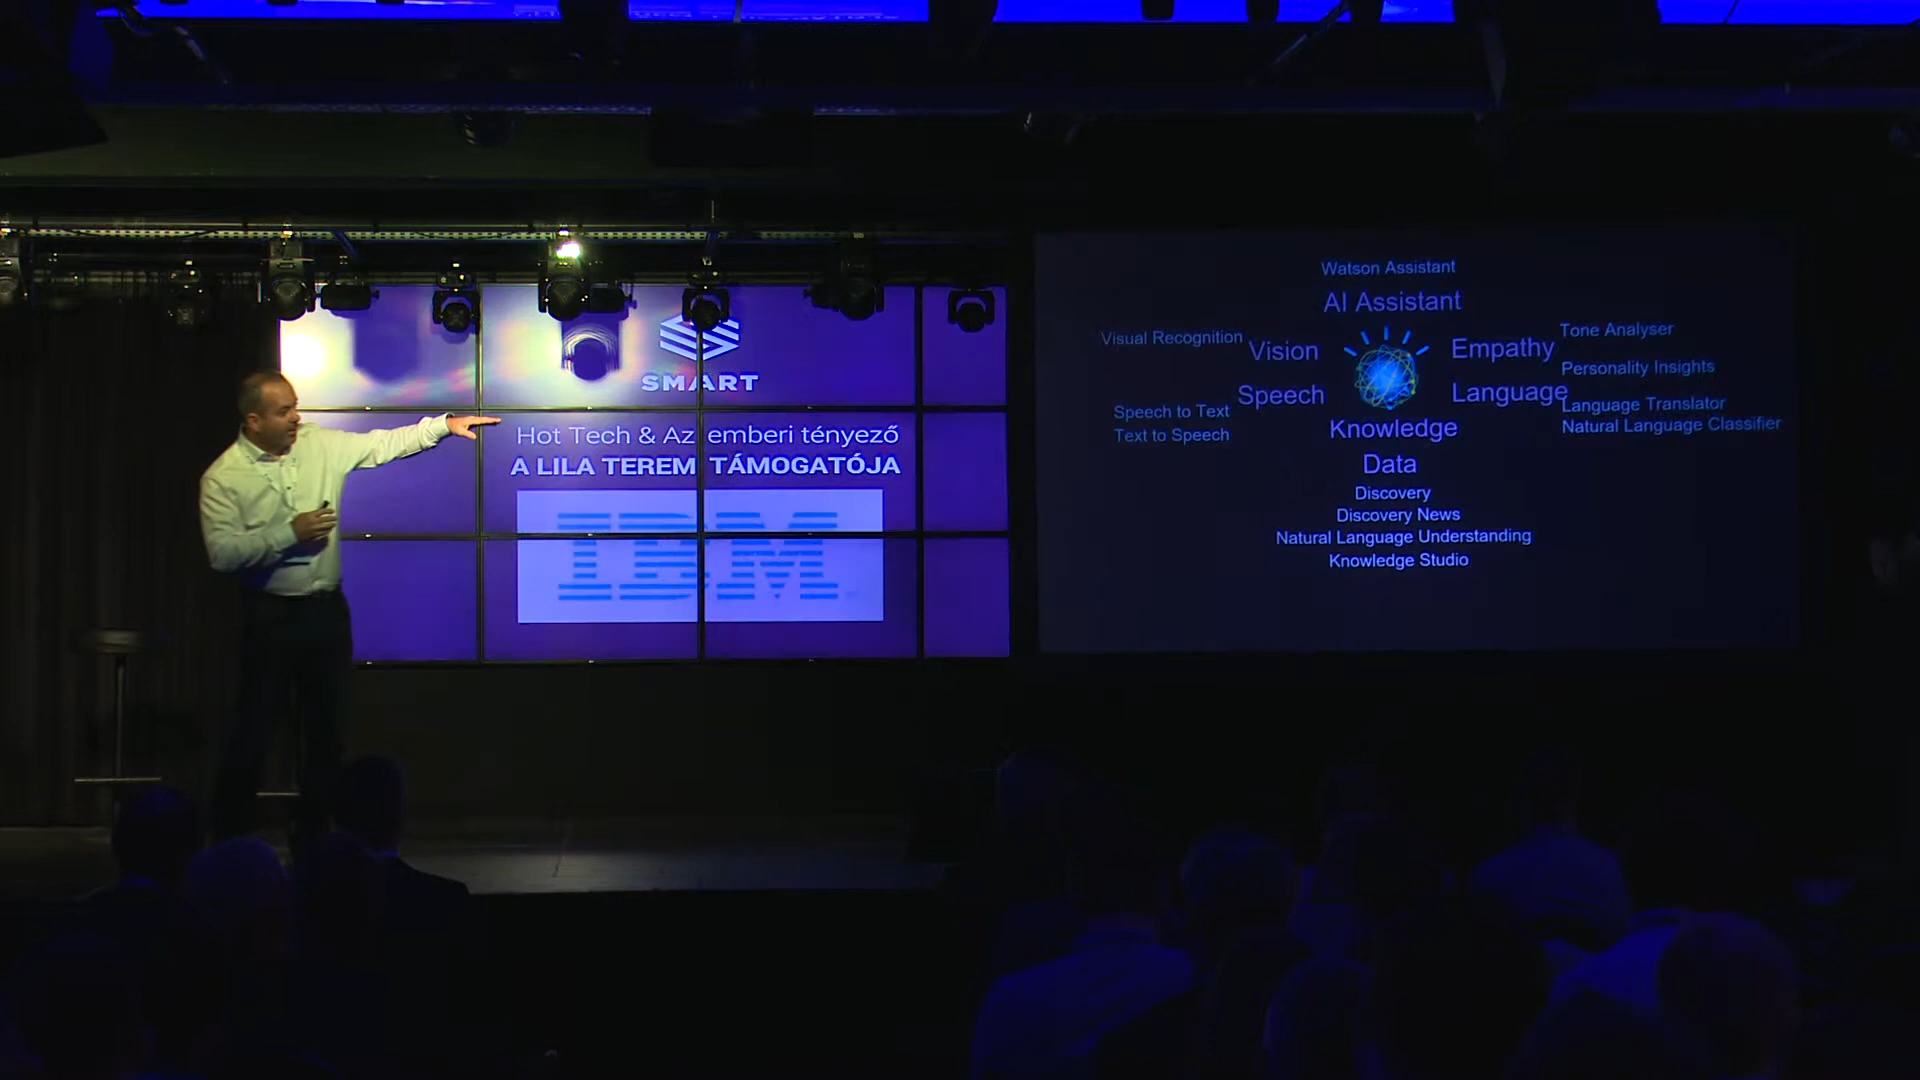 SMART
Hot Tech & Az emberi tényező
A LILA TEREM TÁMOGATÓJA
IBM
Watson Assistant
AI Assistant
Visual Recognition
Vision
Empathy
Tone Analyser
Personality Insights
Speech
Language
Speech to Text
Text to Speech
Language Translator
Natural Language Classifier
Knowledge
Data
Discovery
Discovery News
Natural Language Understanding
Knowledge Studio